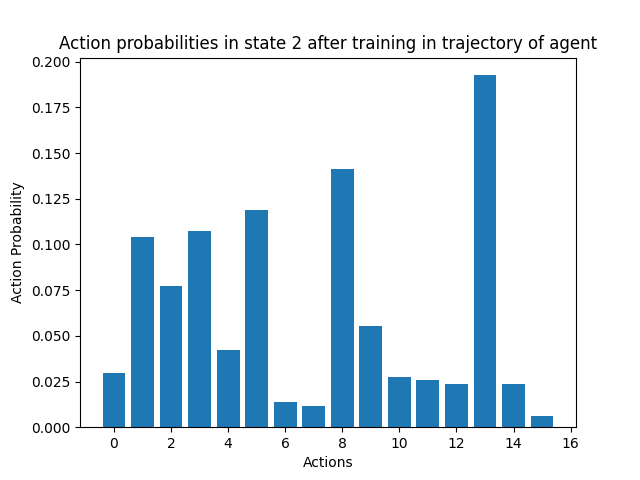 Action probabilities in state 2 after training in trajectory of agent
0.200
0.175
0.150
0.125
0.100
0.075
0.050
0.025
0.000
Action Probability
0 2 4 6 8 10 12 14 16
Actions